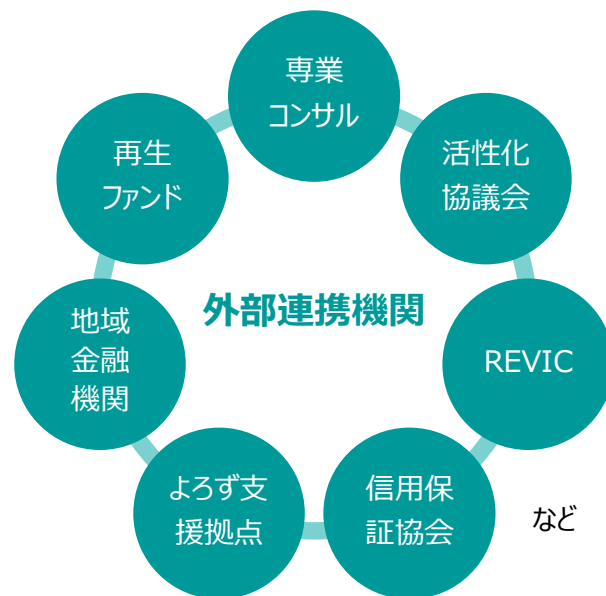 専業
コンサル
活性化
協議会
REVIC
信用保
証協会
よろず支
援拠点
地域
金融
機関
再生
ファンド
外部連携機関
など